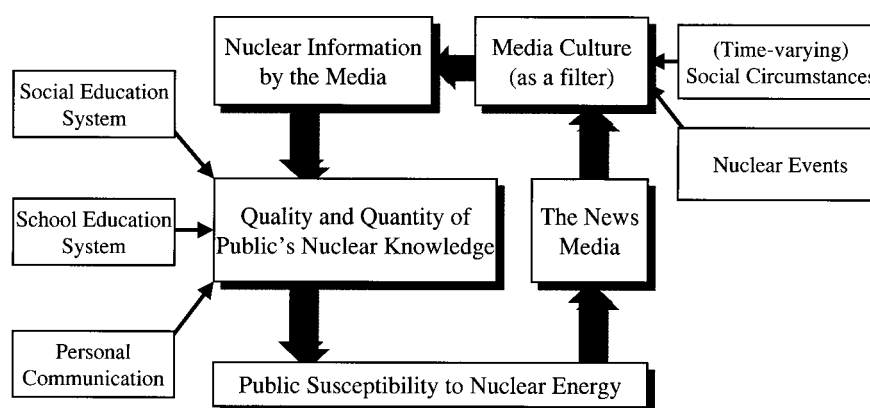 Nuclear Information
by the Media
Media Culture
(as a filter)
(Time-varying)
Social Circumstances
Social Education
System
Nuclear Events
School Education
System
Quality and Quantity of
Public's Nuclear Knowledge
The News
Media
Personal
Communication
Public Susceptibility to Nuclear Energy